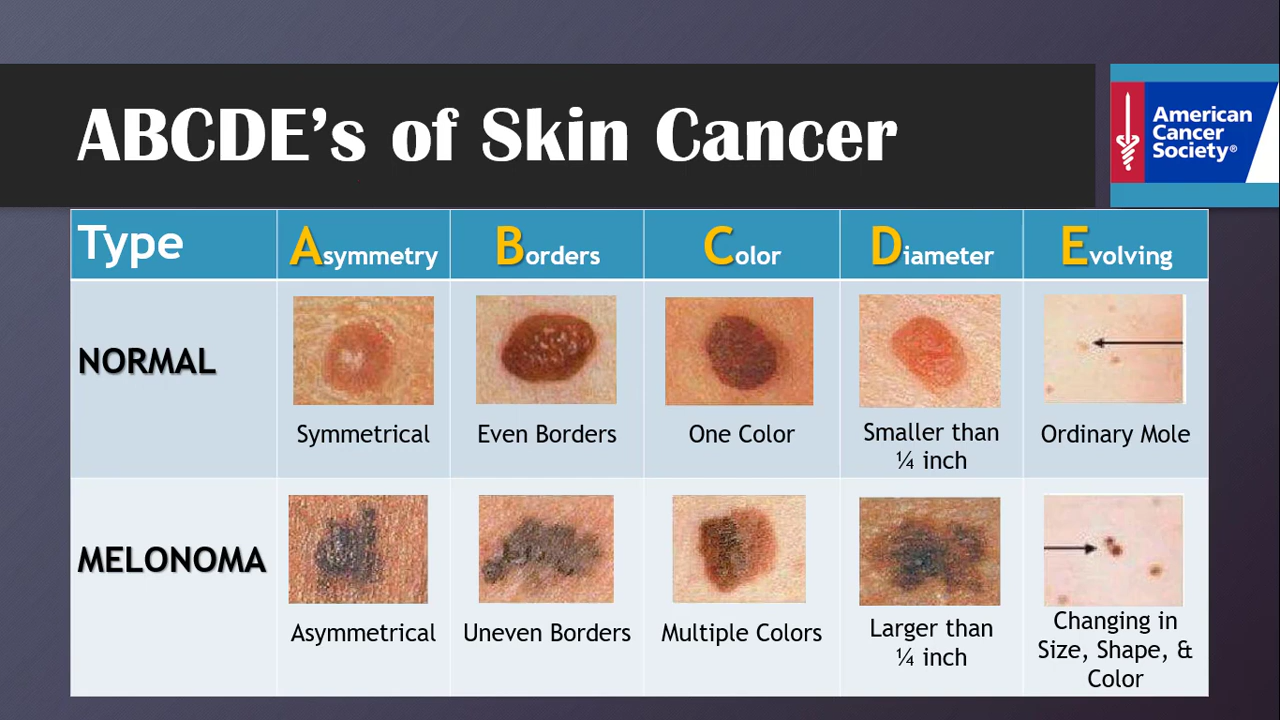 ABCDE's of Skin Cancer
American
Cancer
Society®
Type
Asymmetry
Borders
Color
Diameter
Evolving
NORMAL
Symmetrical
Even Borders
One Color
Smaller than
¼ inch
Ordinary Mole
MELONOMA
Asymmetrical
Uneven Borders
Multiple Colors
Larger than
¼ inch
Changing in
Size, Shape, &
Color